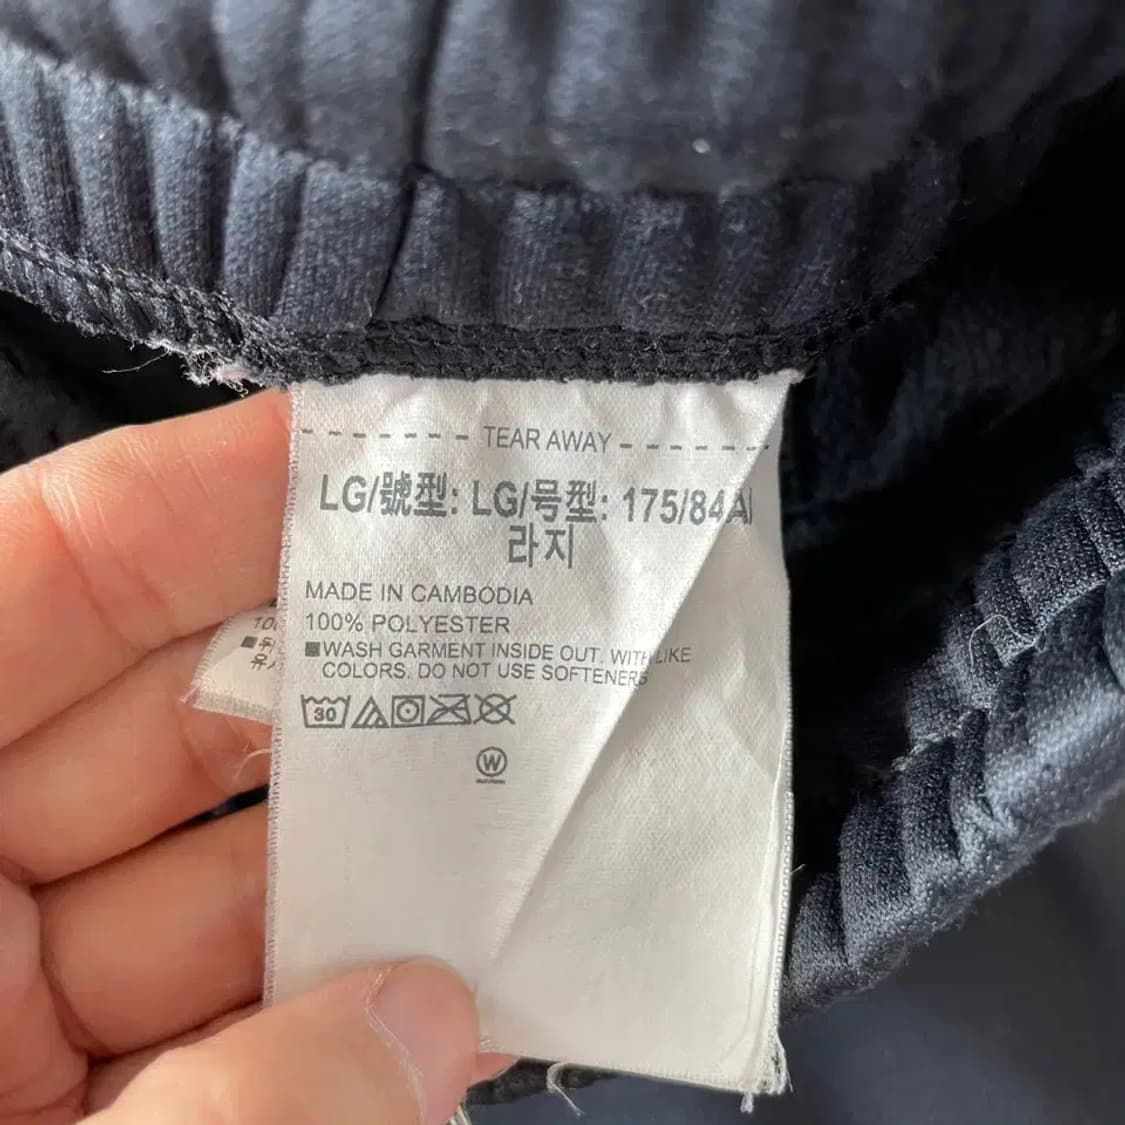 TEAR AWAY
LG/號型: LG/号型: 175/84A/
라지
MADE IN CAMBODIA
100% POLYESTER
■WASH GARMENT INSIDE OUT. WITH LIKE
COLORS. DO NOT USE SOFTENERS
30
W